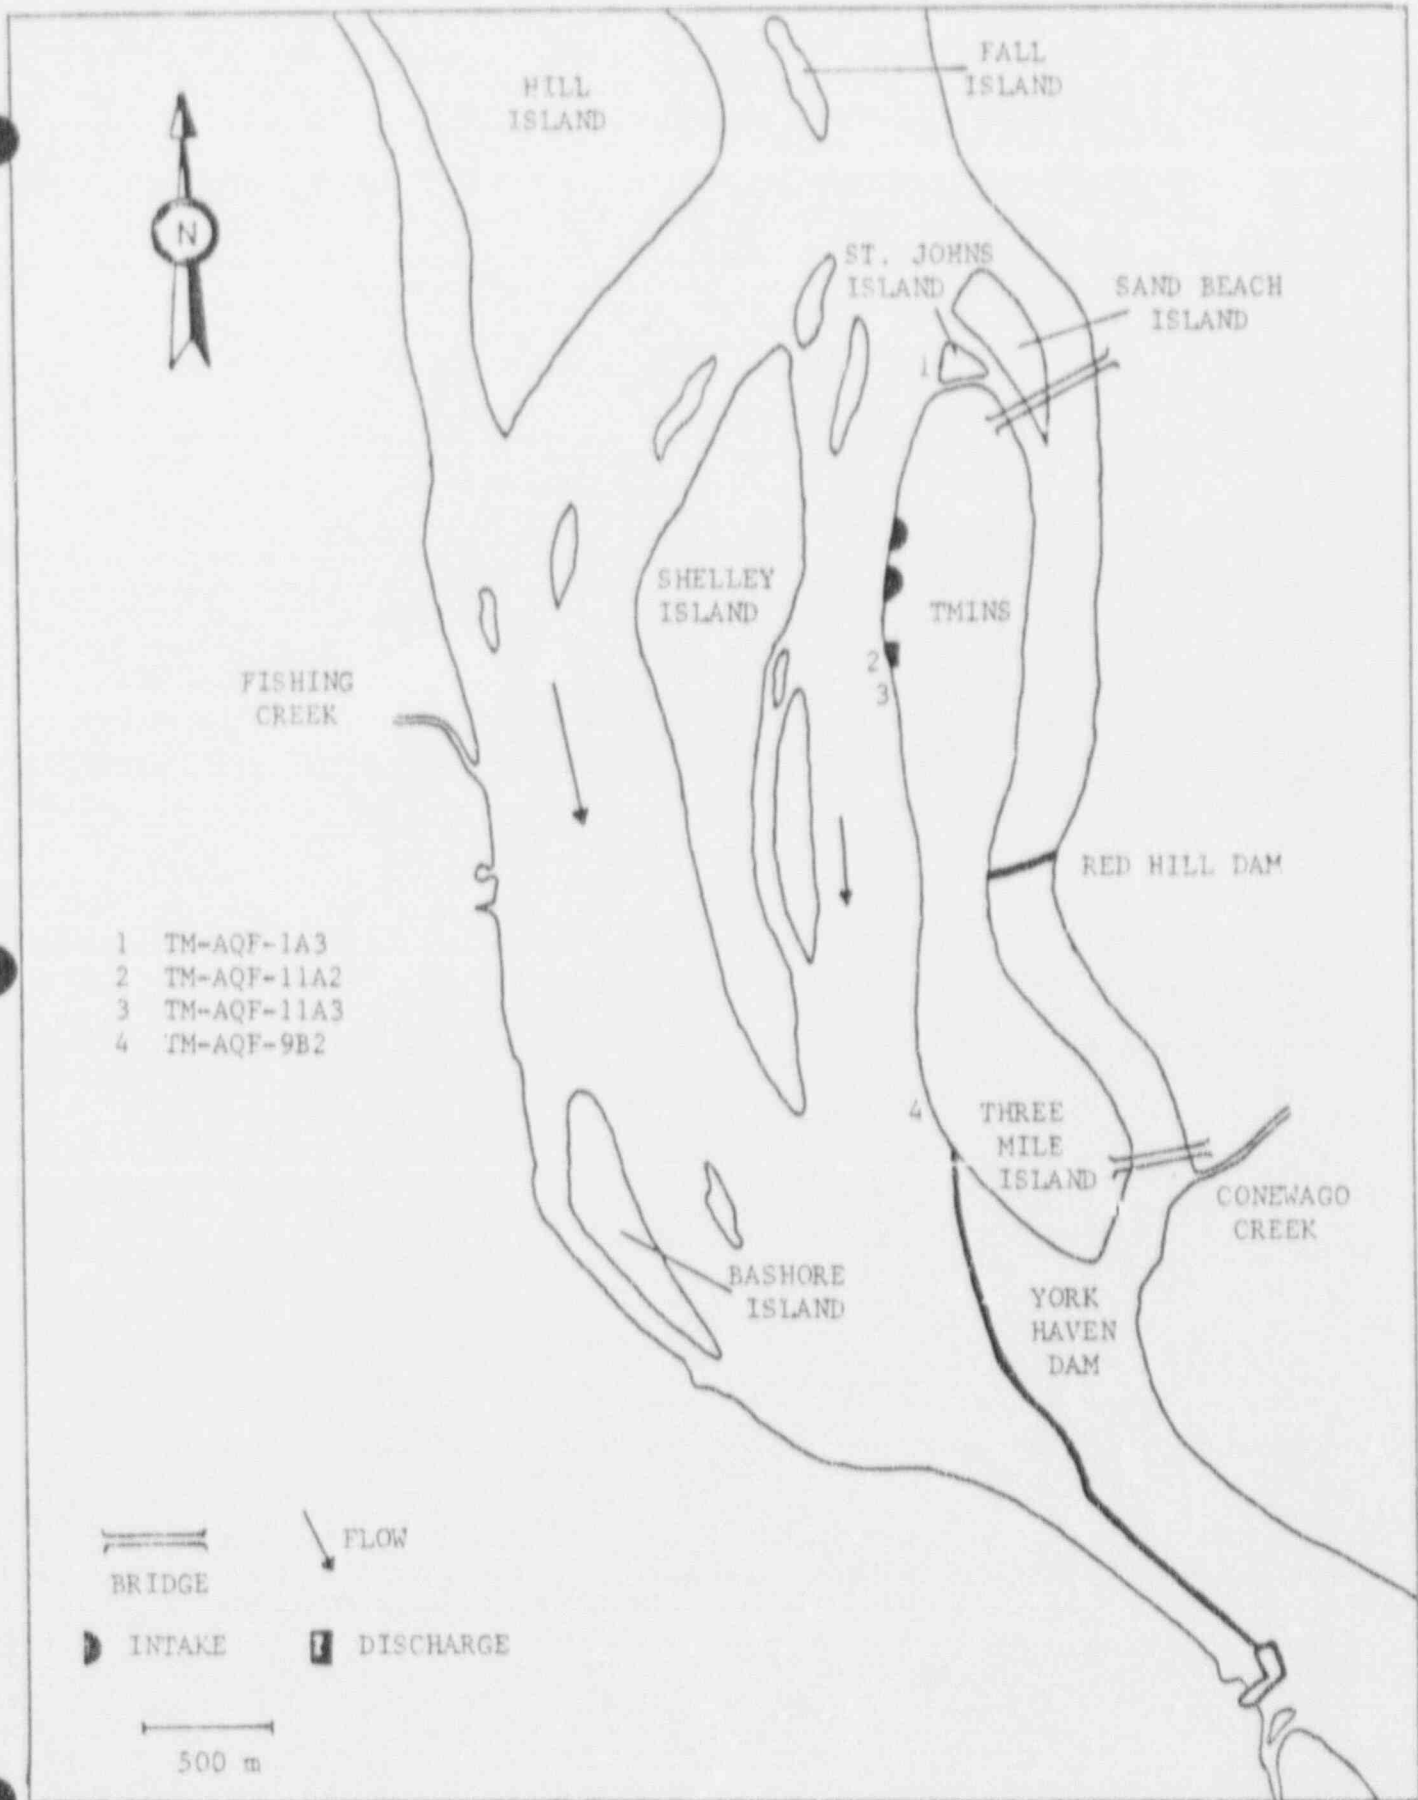 FALL
ISLAND
HILL
ISLAND
N
ST. JOHNS
ISLAND
SAND BEACH
ISLAND
1
SHELLEY
ISLAND
TMINS
2
3
FISHING
CREEK
RED HILL DAM
1 TM-AQF-1A3
2 TM-AQF-11A2
3 TM-AQF-11A3
4 TM-AQF-9B2
4
THREE
MILE
ISLAND
CONEWAGO
CREEK
BASHORE
ISLAND
YORK
HAVEN
DAM
FLOW
BRIDGE
INTAKE
DISCHARGE
500 m